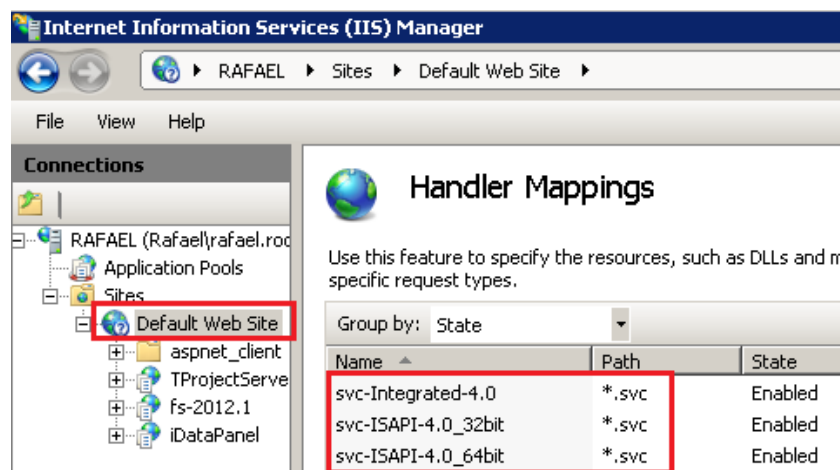 Internet Information Services (IIS) Manager
RAFAEL Sites Default Web Site
File View Help
Connections
RAFAEL (Rafael\rafael.roc
Application Pools
Sites
Default Web Site
aspnet_client
TProjectServe
fs-2012.1
iDataPanel
Handler Mappings
Use this feature to specify the resources, such as DLLs and m
specific request types.
Group by: State
Name Path State
svc-Integrated-4.0 *.svc Enabled
svc-ISAPI-4.0_32bit *.svc Enabled
svc-ISAPI-4.0_64bit *.svc Enabled